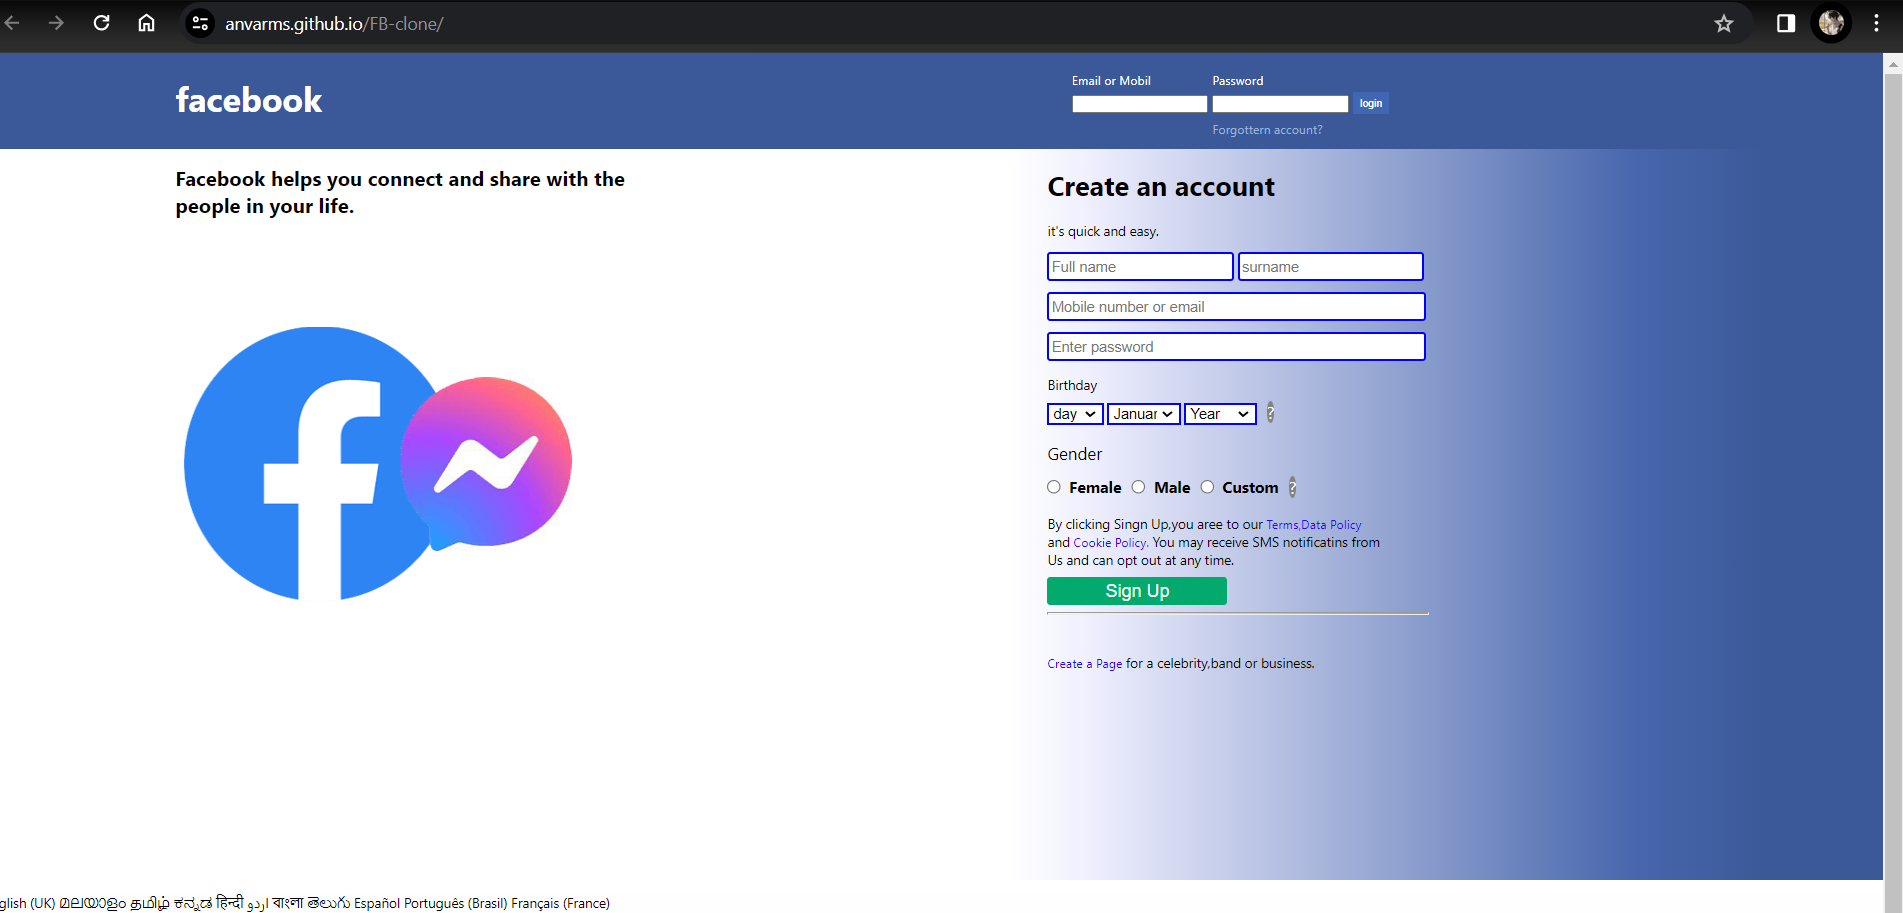 anvarms.github.io/FB-clone/
facebook
Email or Mobil Password
login
Forgottern account?
Facebook helps you connect and share with the
people in your life.
Create an account
it's quick and easy.
Full name surname
Mobile number or email
Enter password
Birthday
day Januar Year ?
Gender
Female Male Custom ?
By clicking Singn Up,you aree to our Terms,Data Policy
and Cookie Policy. You may receive SMS notificatins from
Us and can opt out at any time.
Sign Up
Create a Page for a celebrity,band or business.
glish (UK) മലയാളം தமிழ் ಕನ್ನಡ हिन्दी اردو বাংলা తెలుగు Español Português (Brasil) Français (France)